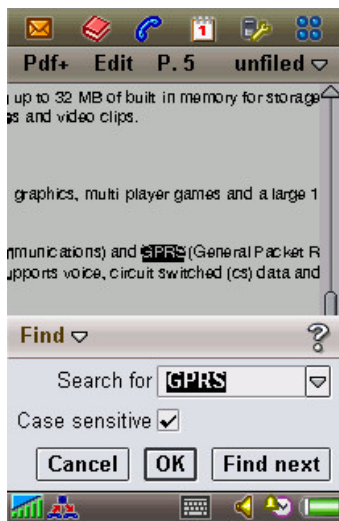 1
Pdf+ Edit P. 5 unfiled
up to 32 MB of built in memory for storage
s and video clips.
graphics, multi player games and a large 1
munications) and GPRS (General Packet R
upports voice, circuit switched (cs) data and
Find ?
Search for GPRS
Case sensitive
Cancel OK Find next